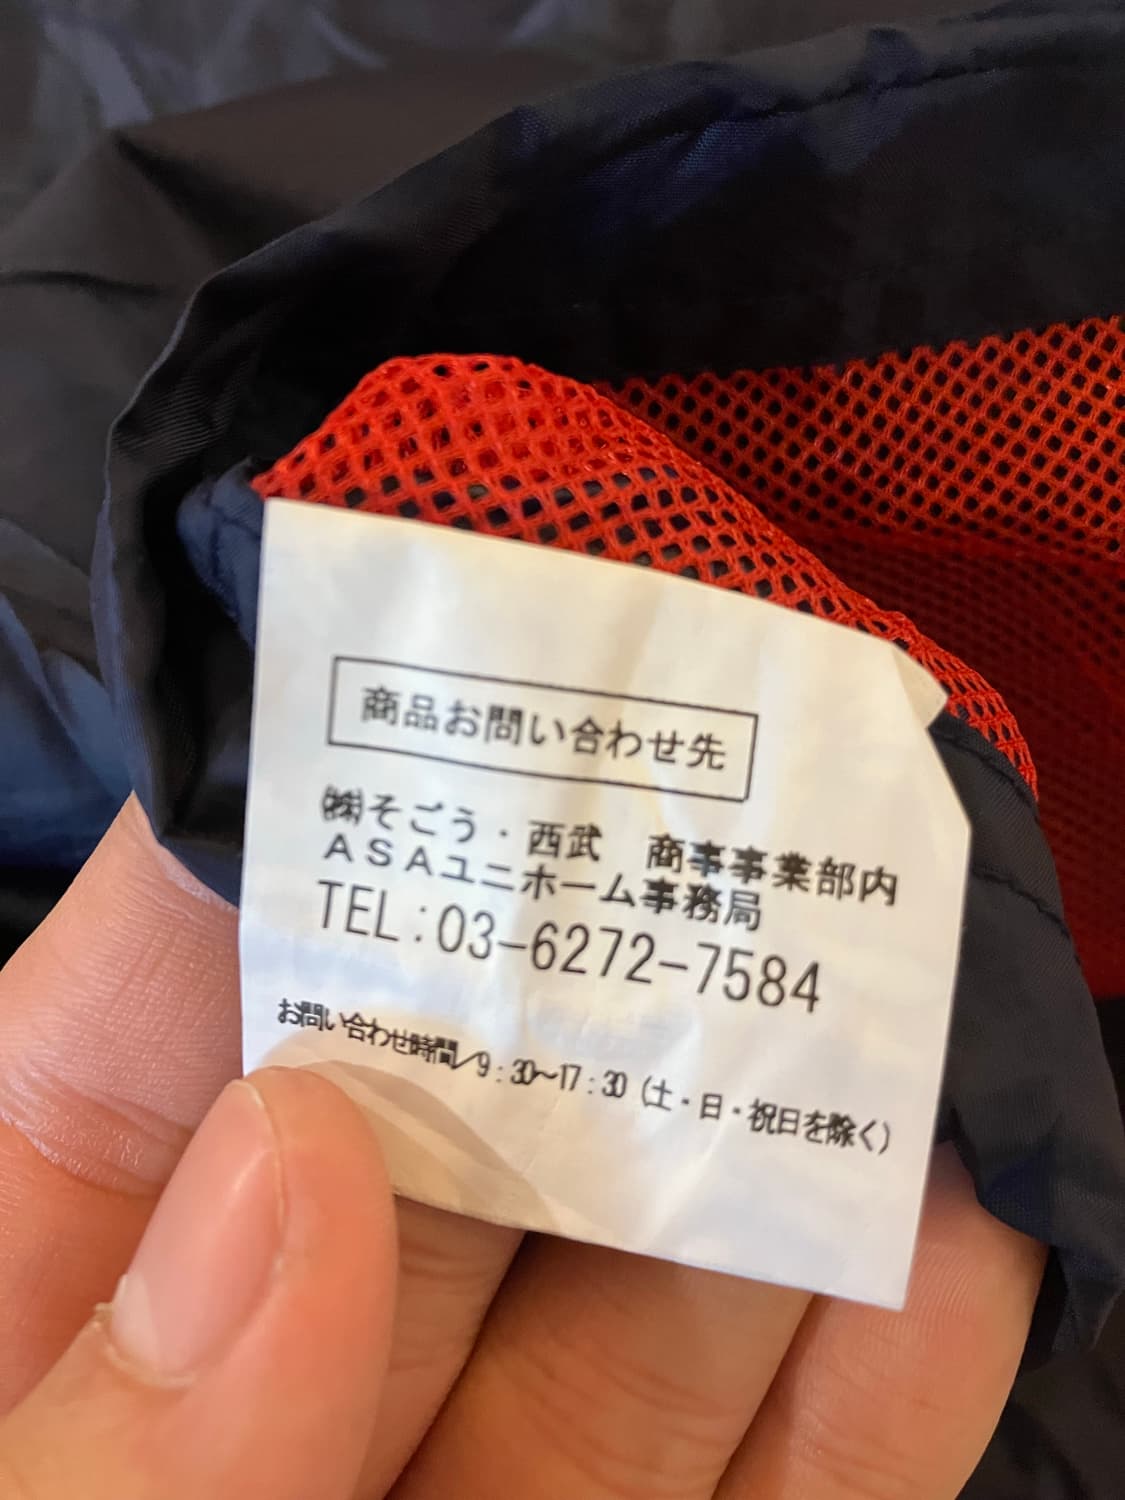 商品お問い合わせ先
㈱そごう・西武　商事事業部内
ASAユニホーム事務局
TEL:03-6272-7584
お問い合わせ時間/9:30~17:30 (土・日・祝日を除く)